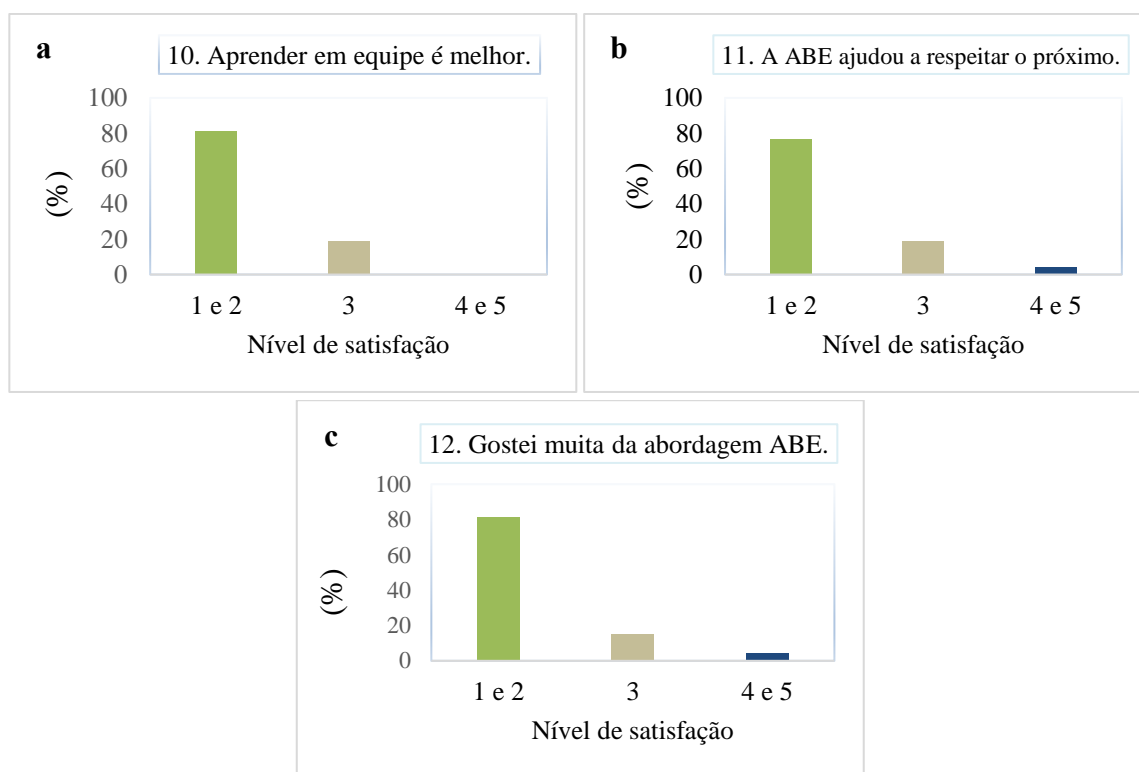 a
10. Aprender em equipe é melhor.
100
80
60
40
20
0
(%)
1 e 2 3 4 e 5
Nível de satisfação
b
11. A ABE ajudou a respeitar o próximo.
100
80
60
40
20
0
(%)
1 e 2 3 4 e 5
Nível de satisfação
c
12. Gostei muita da abordagem ABE.
100
80
60
40
20
0
(%)
1 e 2 3 4 e 5
Nível de satisfação